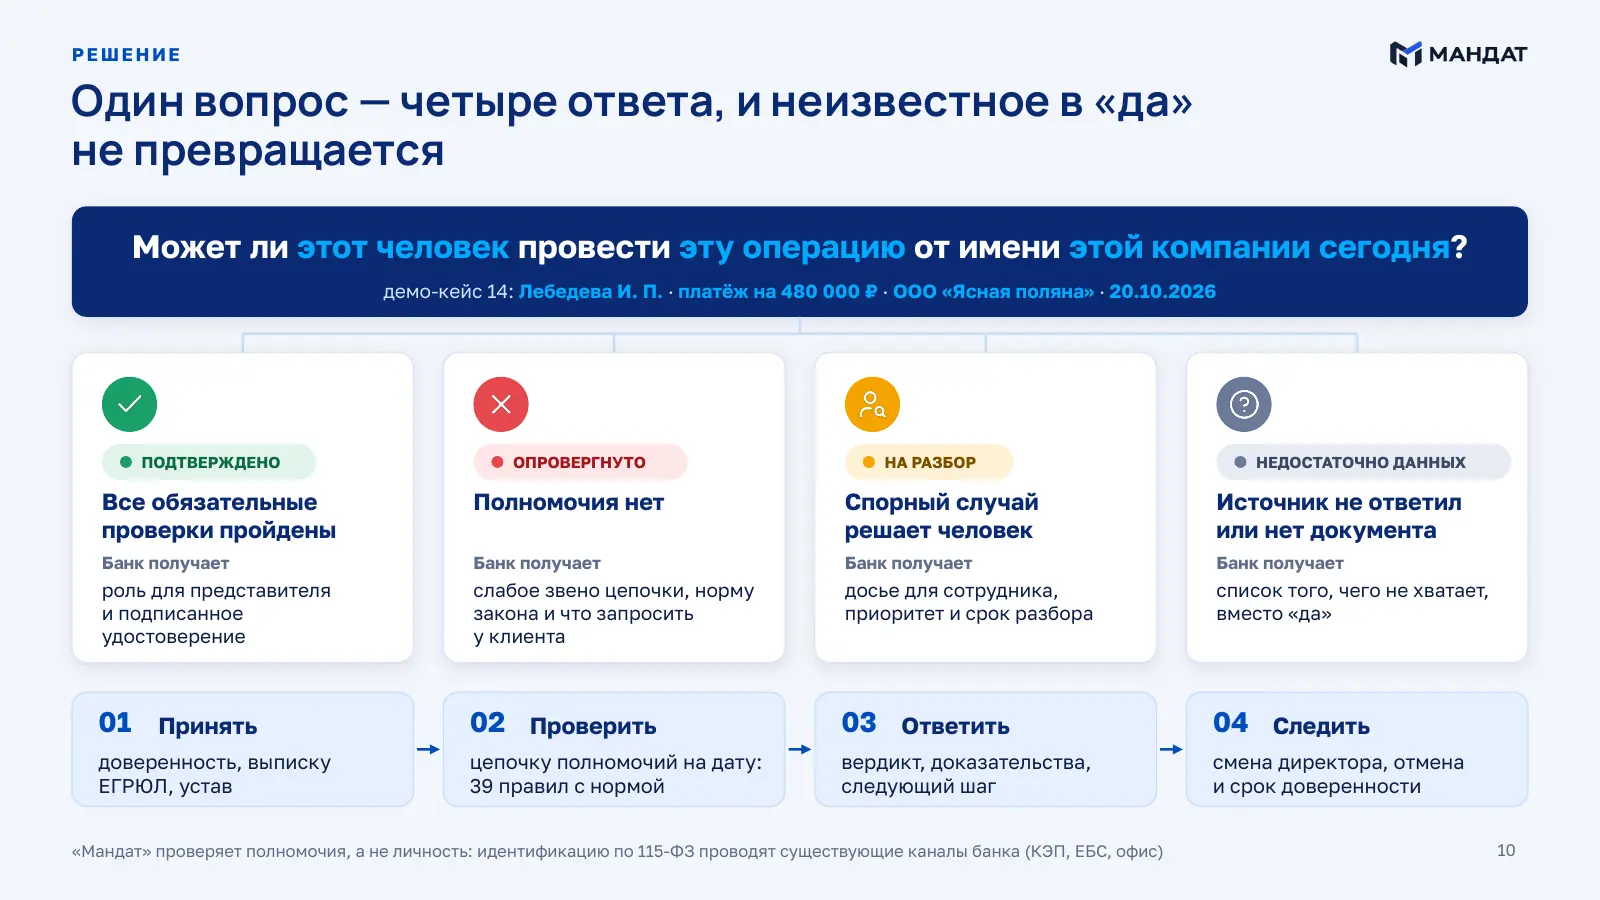 РЕШЕНИЕ
МАНДАТ
Один вопрос — четыре ответа, и неизвестное в «да»
не превращается
Может ли этот человек провести эту операцию от имени этой компании сегодня?
демо-кейс 14: Лебедева И. П. · платёж на 480 000 ₽ · ООО «Ясная поляна» · 20.10.2026
ПОДТВЕРЖДЕНО
Все обязательные
проверки пройдены
Банк получает
роль для представителя
и подписанное
удостоверение
ОПРОВЕРГНУТО
Полномочия нет
Банк получает
слабое звено цепочки, норму
закона и что запросить
у клиента
НА РАЗБОР
Спорный случай
решает человек
Банк получает
досье для сотрудника,
приоритет и срок разбора
НЕДОСТАТОЧНО ДАННЫХ
Источник не ответил
или нет документа
Банк получает
список того, чего не хватает,
вместо «да»
01 Принять
доверенность, выписку
ЕГРЮЛ, устав
02 Проверить
цепочку полномочий на дату:
39 правил с нормой
03 Ответить
вердикт, доказательства,
следующий шаг
04 Следить
смена директора, отмена
и срок доверенности
«Мандат» проверяет полномочия, а не личность: идентификацию по 115-ФЗ проводят существующие каналы банка (КЭП, ЕБС, офис)
10